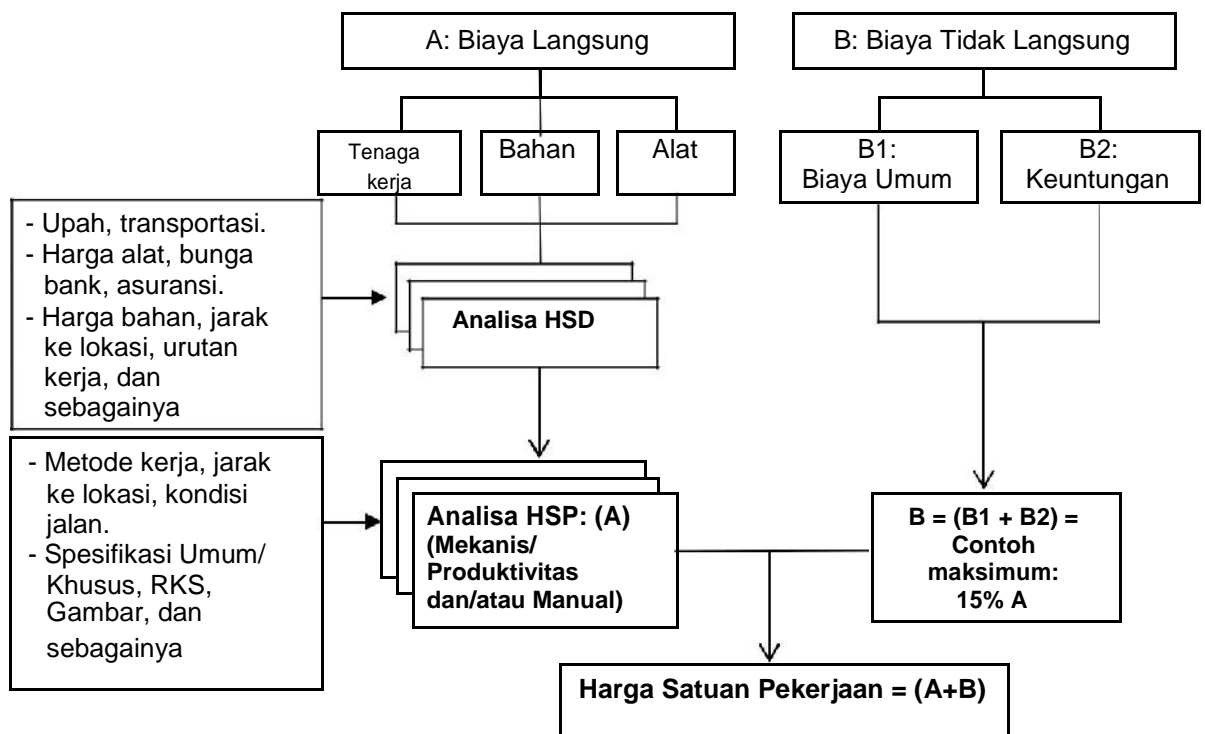 A: Biaya Langsung
B: Biaya Tidak Langsung
Tenaga
kerja
Bahan
Alat
B1:
Biaya Umum
B2:
Keuntungan
- Upah, transportasi.
- Harga alat, bunga
bank, asuransi.
- Harga bahan, jarak
ke lokasi, urutan
kerja, dan
sebagainya
Analisa HSD
- Metode kerja, jarak
ke lokasi, kondisi
jalan.
- Spesifikasi Umum/
Khusus, RKS,
Gambar, dan
sebagainya
Analisa HSP: (A)
(Mekanis/
Produktivitas
dan/atau Manual)
B = (B1 + B2) =
Contoh
maksimum:
15% A
Harga Satuan Pekerjaan = (A+B)